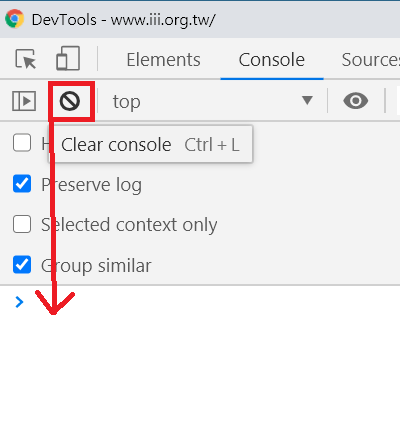 DevTools - www.iii.org.tw/
Elements Console Sources
top
Clear console Ctrl + L
Preserve log
Selected context only
Group similar